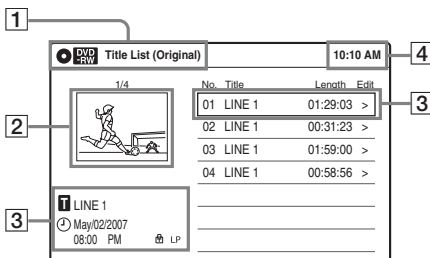 1
DVD -RW Title List (Original) 10:10 AM
4
1/4
No. Title Length Edit
01 LINE 1 01:29:03 >
3
2
02 LINE 1 00:31:23 >
03 LINE 1 01:59:00 >
04 LINE 1 00:58:56 >
T LINE 1
3
May/02/2007
08:00 PM LP